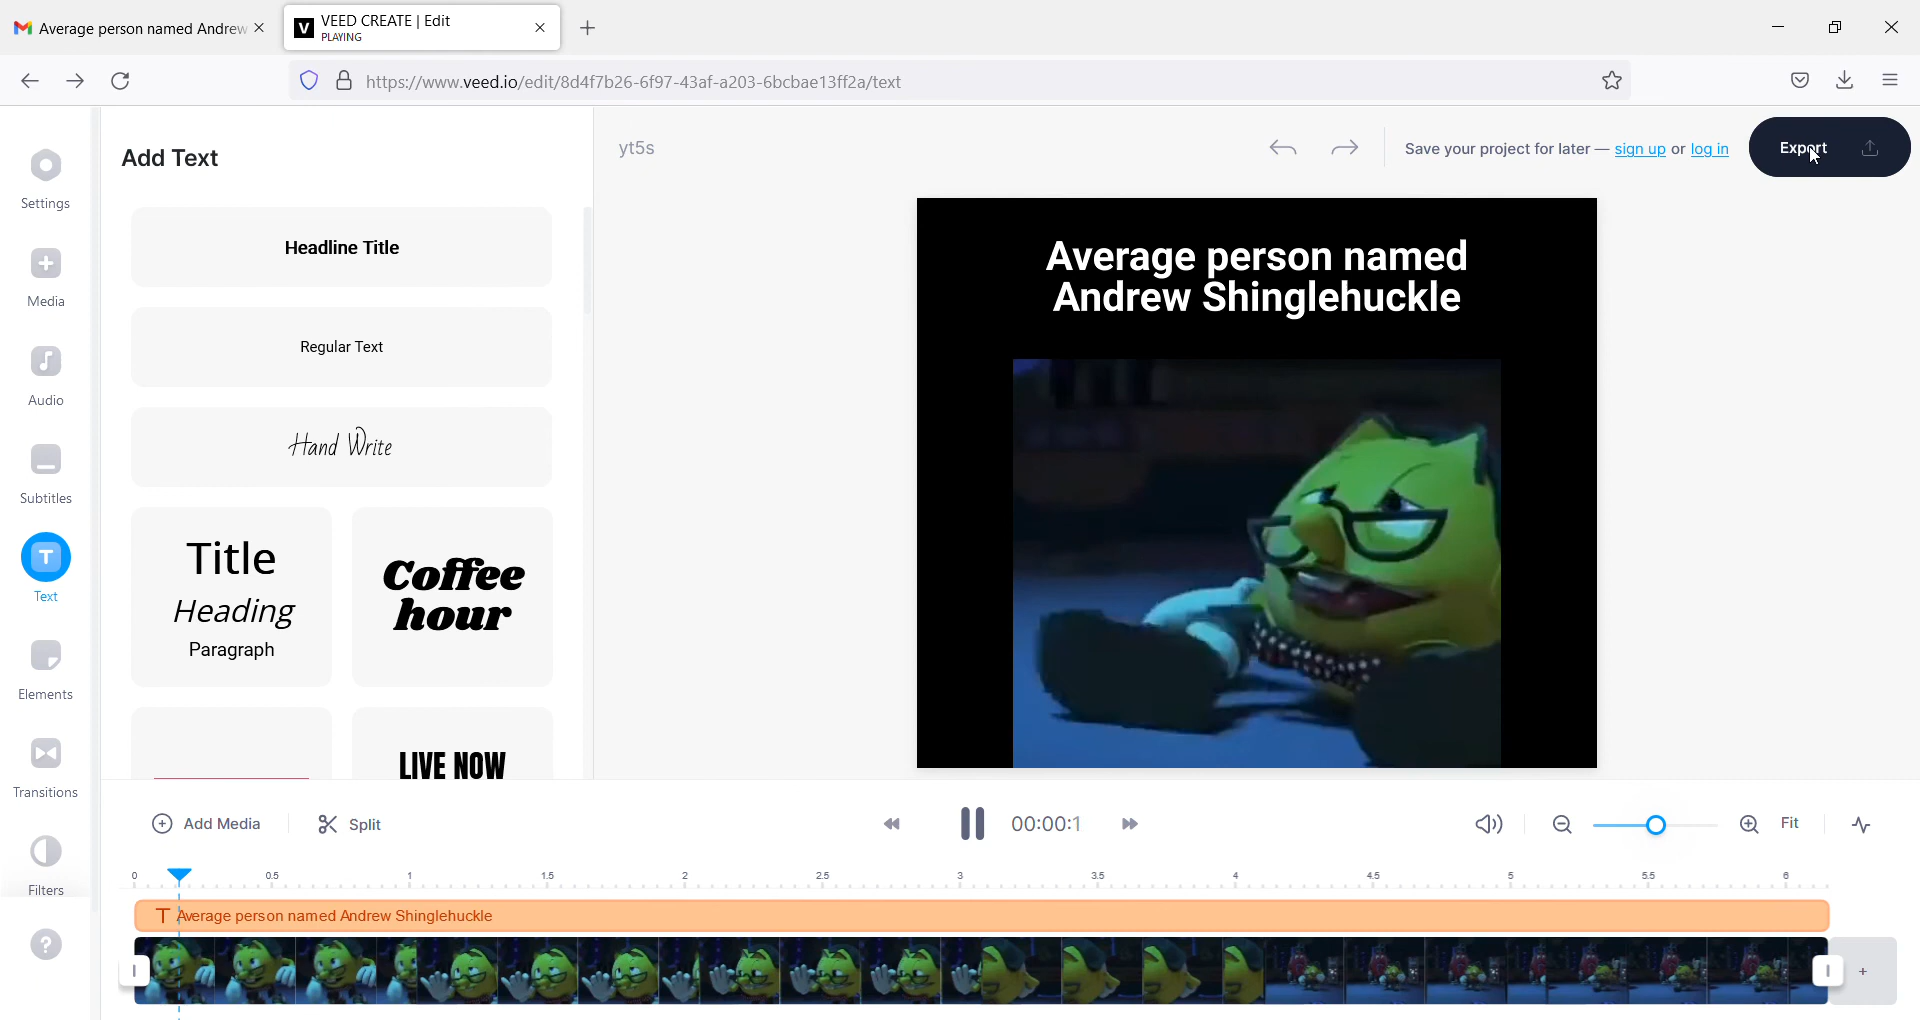 Average person named Andrew
VEED CREATE | Edit
PLAYING
https://www.veed.io/edit/8d4f7b26-6f97-43af-a203-6bcbae13ff2a/text
Settings
Media
Audio
Subtitles
Text
Elements
Transitions
Filters
Add Text
Headline Title
Regular Text
Hand Write
Title
Heading
Paragraph
Coffee
hour
LIVE NOW
yt5s
Save your project for later — sign up or log in
Export
Average person named
Andrew Shinglehuckle
Add Media
Split
00:00:1
Fit
0 0.5 1 1.5 2 2.5 3 3.5 4 4.5 5 5.5 6
T Average person named Andrew Shinglehuckle